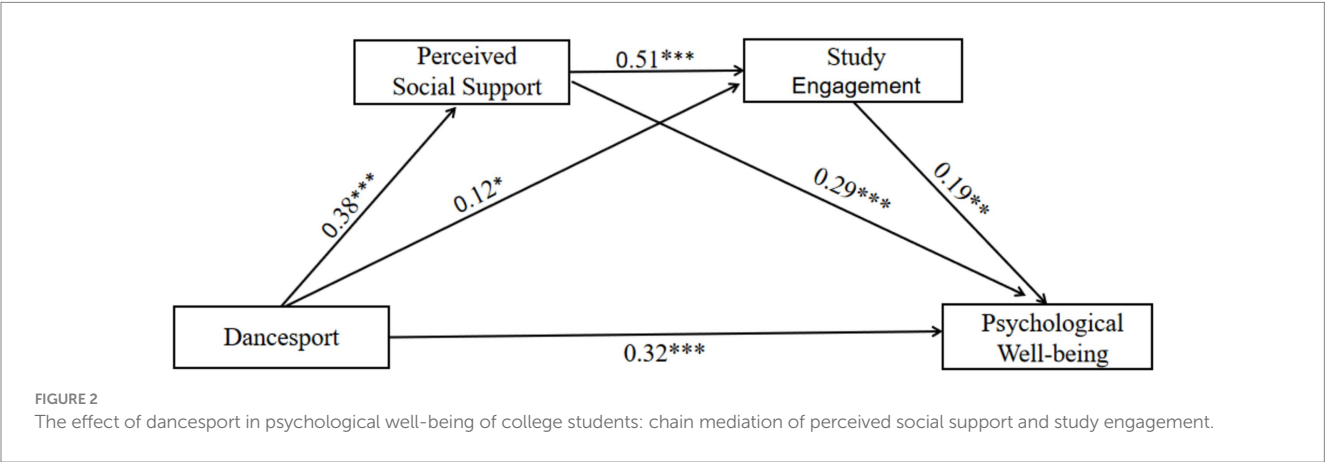 Perceived
Social Support
0.51***
Study
Engagement
0.38***
0.12*
0.29***
0.19**
Dancesport
0.32***
Psychological
Well-being
FIGURE 2
The effect of dancesport in psychological well-being of college students: chain mediation of perceived social support and study engagement.